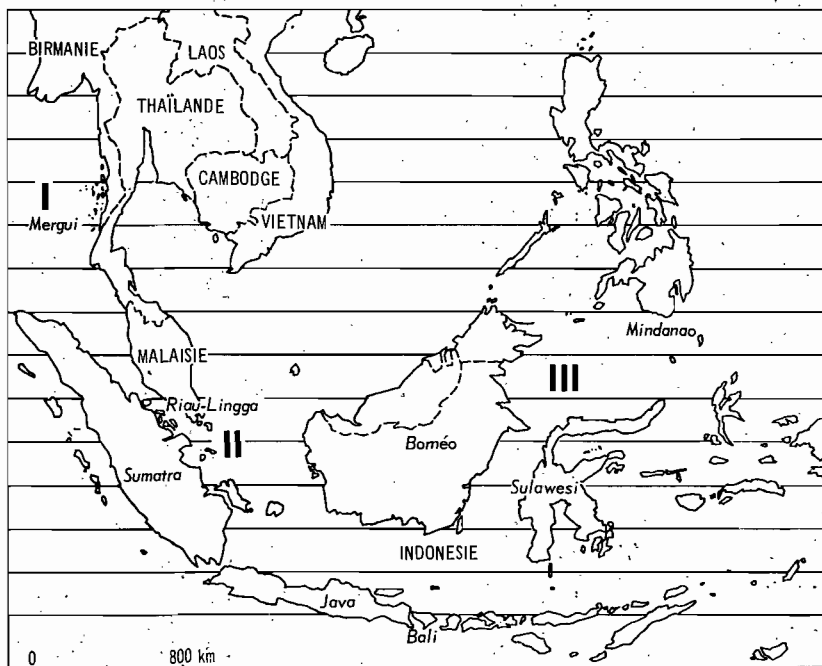 BIRMANIE
LAOS
THAÏLANDE
CAMBODGE
I
Mergui
VIETNAM
Mindanao
MALAISIE
III
Riau-Lingga
II
Bornéo
Sumatra
Sulawesi
INDONESIE
Java
Bali
0 800 km